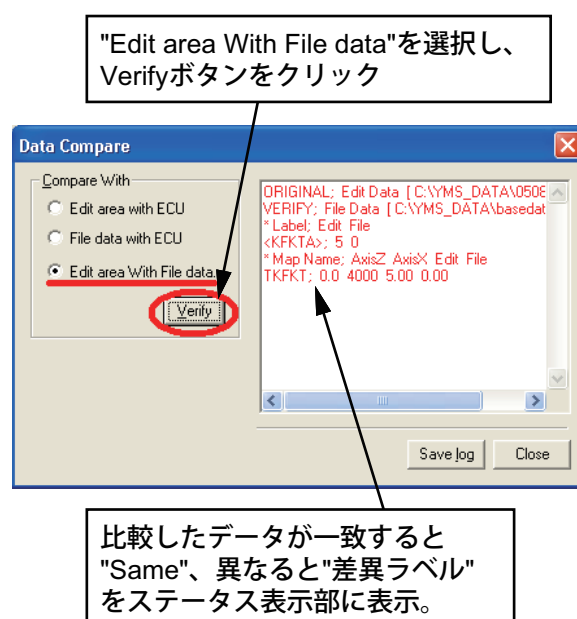 "Edit area With File data"を選択し、
Verifyボタンをクリック
Data Compare
Compare With
Edit area with ECU
File data with ECU
Edit area With File data.
Verify
ORIGINAL; Edit Data [ C:\YMS_DATA\0508
VERIFY; File Data [ C:\YMS_DATA\basedat
* Label; Edit File
<KFKTA>; 5 0
* Map Name; AxisZ AxisX Edit File
TKFKT; 0.0 4000 5.00 0.00
Save log
Close
比較したデータが一致すると
"Same"、異なると"差異ラベル"
をステータス表示部に表示。